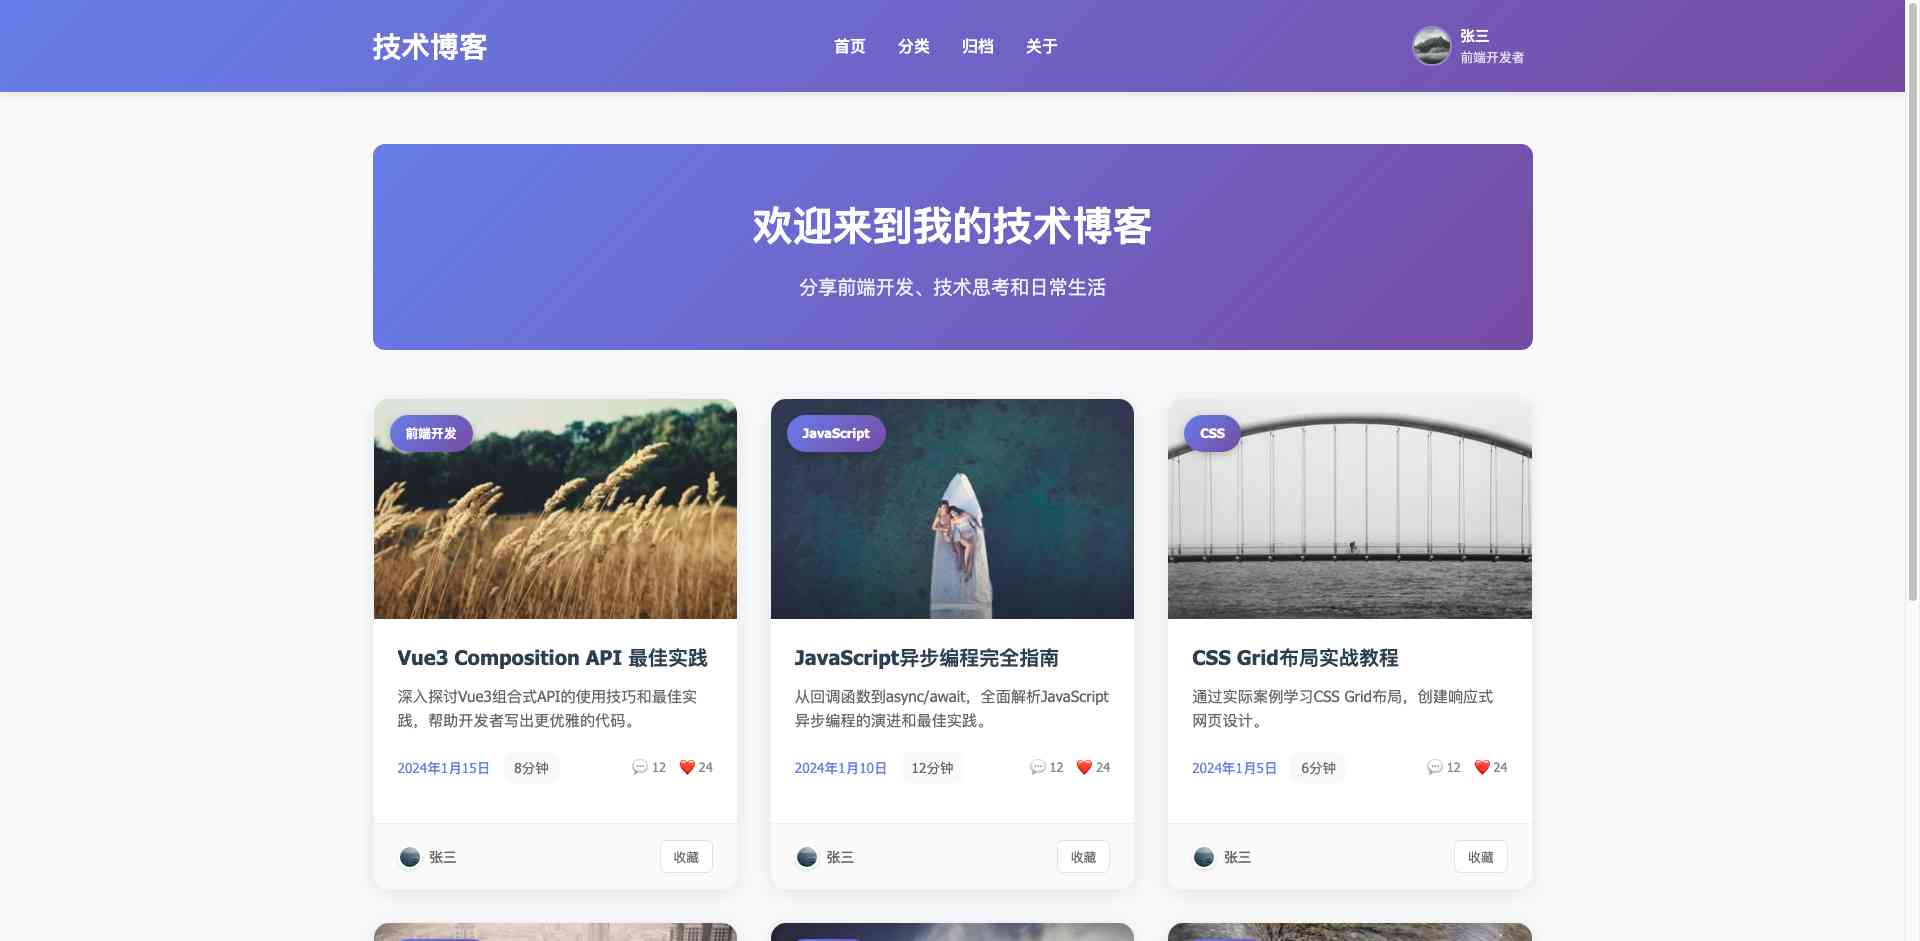 技术博客
首页 分类 归档 关于
张三
前端开发者
欢迎来到我的技术博客
分享前端开发、技术思考和日常生活
前端开发
Vue3 Composition API 最佳实践
深入探讨Vue3组合式API的使用技巧和最佳实
践，帮助开发者写出更优雅的代码。
2024年1月15日 8分钟 12 24
张三 收藏
JavaScript
JavaScript异步编程完全指南
从回调函数到async/await，全面解析JavaScript
异步编程的演进和最佳实践。
2024年1月10日 12分钟 12 24
张三 收藏
CSS
CSS Grid布局实战教程
通过实际案例学习CSS Grid布局，创建响应式
网页设计。
2024年1月5日 6分钟 12 24
张三 收藏